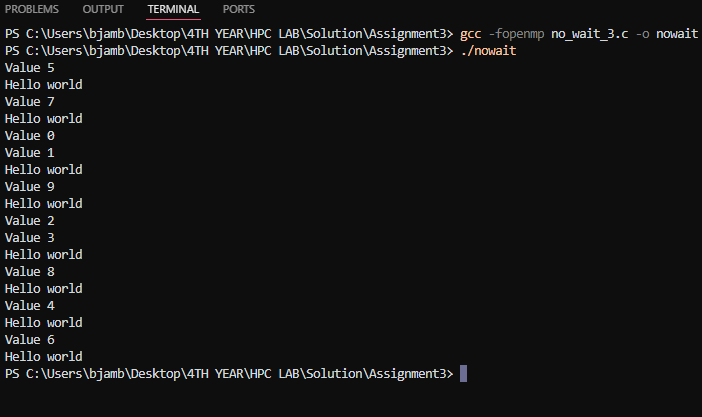 PROBLEMS OUTPUT TERMINAL PORTS
PS C:\Users\bjamb\Desktop\4TH YEAR\HPC LAB\Solution\Assignment3> gcc -fopenmp no_wait_3.c -o nowait
PS C:\Users\bjamb\Desktop\4TH YEAR\HPC LAB\Solution\Assignment3> ./nowait
Value 5
Hello world
Value 7
Hello world
Value 0
Value 1
Hello world
Value 9
Hello world
Value 2
Value 3
Hello world
Value 8
Hello world
Value 4
Hello world
Value 6
Hello world
PS C:\Users\bjamb\Desktop\4TH YEAR\HPC LAB\Solution\Assignment3>